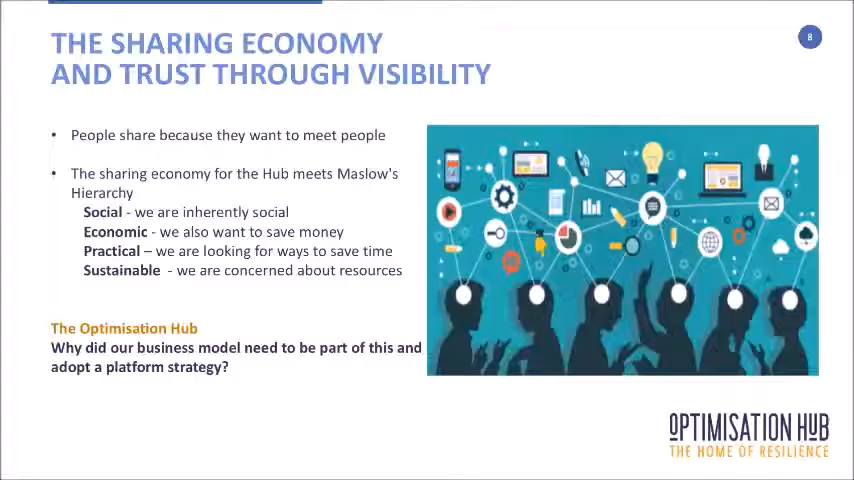 8
THE SHARING ECONOMY
AND TRUST THROUGH VISIBILITY
• People share because they want to meet people
• The sharing economy for the Hub meets Maslow's
Hierarchy
Social - we are inherently social
Economic - we also want to save money
Practical – we are looking for ways to save time
Sustainable - we are concerned about resources
The Optimisation Hub
Why did our business model need to be part of this and
adopt a platform strategy?
OPTIMISATION HUB
THE HOME OF RESILIENCE